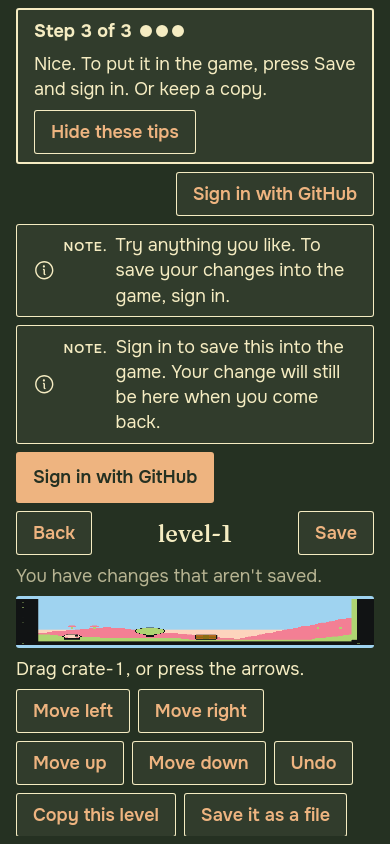 Step 3 of 3
Nice. To put it in the game, press Save
and sign in. Or keep a copy.
Hide these tips
Sign in with GitHub
NOTE. Try anything you like. To
save your changes into the
game, sign in.
NOTE. Sign in to save this into the
game. Your change will still
be here when you come
back.
Sign in with GitHub
Back level-1 Save
You have changes that aren't saved.
Drag crate-1, or press the arrows.
Move left Move right
Move up Move down Undo
Copy this level Save it as a file